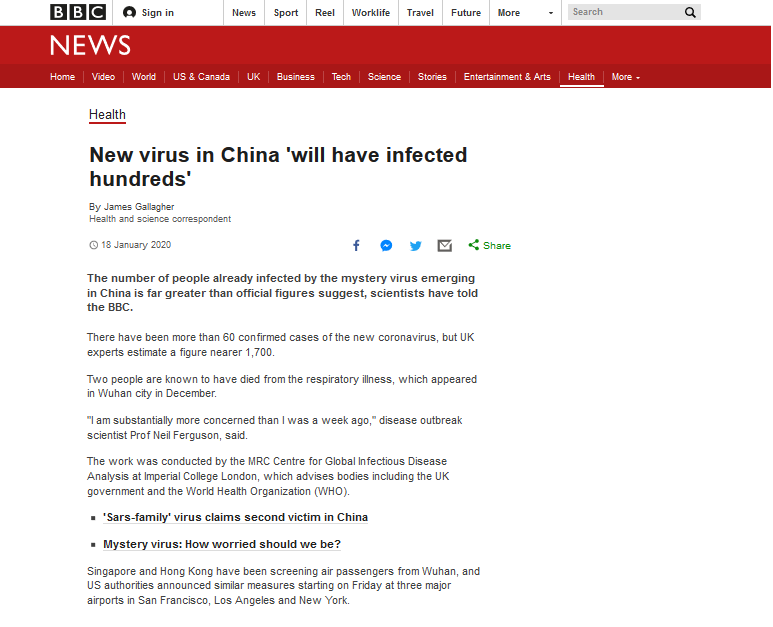 BBC Sign in News Sport Reel Worklife Travel Future More Search
NEWS
Home Video World US & Canada UK Business Tech Science Stories Entertainment & Arts Health More
Health
New virus in China 'will have infected
hundreds'
By James Gallagher
Health and science correspondent
18 January 2020 Share
The number of people already infected by the mystery virus emerging
in China is far greater than official figures suggest, scientists have told
the BBC.
There have been more than 60 confirmed cases of the new coronavirus, but UK
experts estimate a figure nearer 1,700.
Two people are known to have died from the respiratory illness, which appeared
in Wuhan city in December.
"I am substantially more concerned than I was a week ago," disease outbreak
scientist Prof Neil Ferguson, said.
The work was conducted by the MRC Centre for Global Infectious Disease
Analysis at Imperial College London, which advises bodies including the UK
government and the World Health Organization (WHO).
'Sars-family' virus claims second victim in China
Mystery virus: How worried should we be?
Singapore and Hong Kong have been screening air passengers from Wuhan, and
US authorities announced similar measures starting on Friday at three major
airports in San Francisco, Los Angeles and New York.